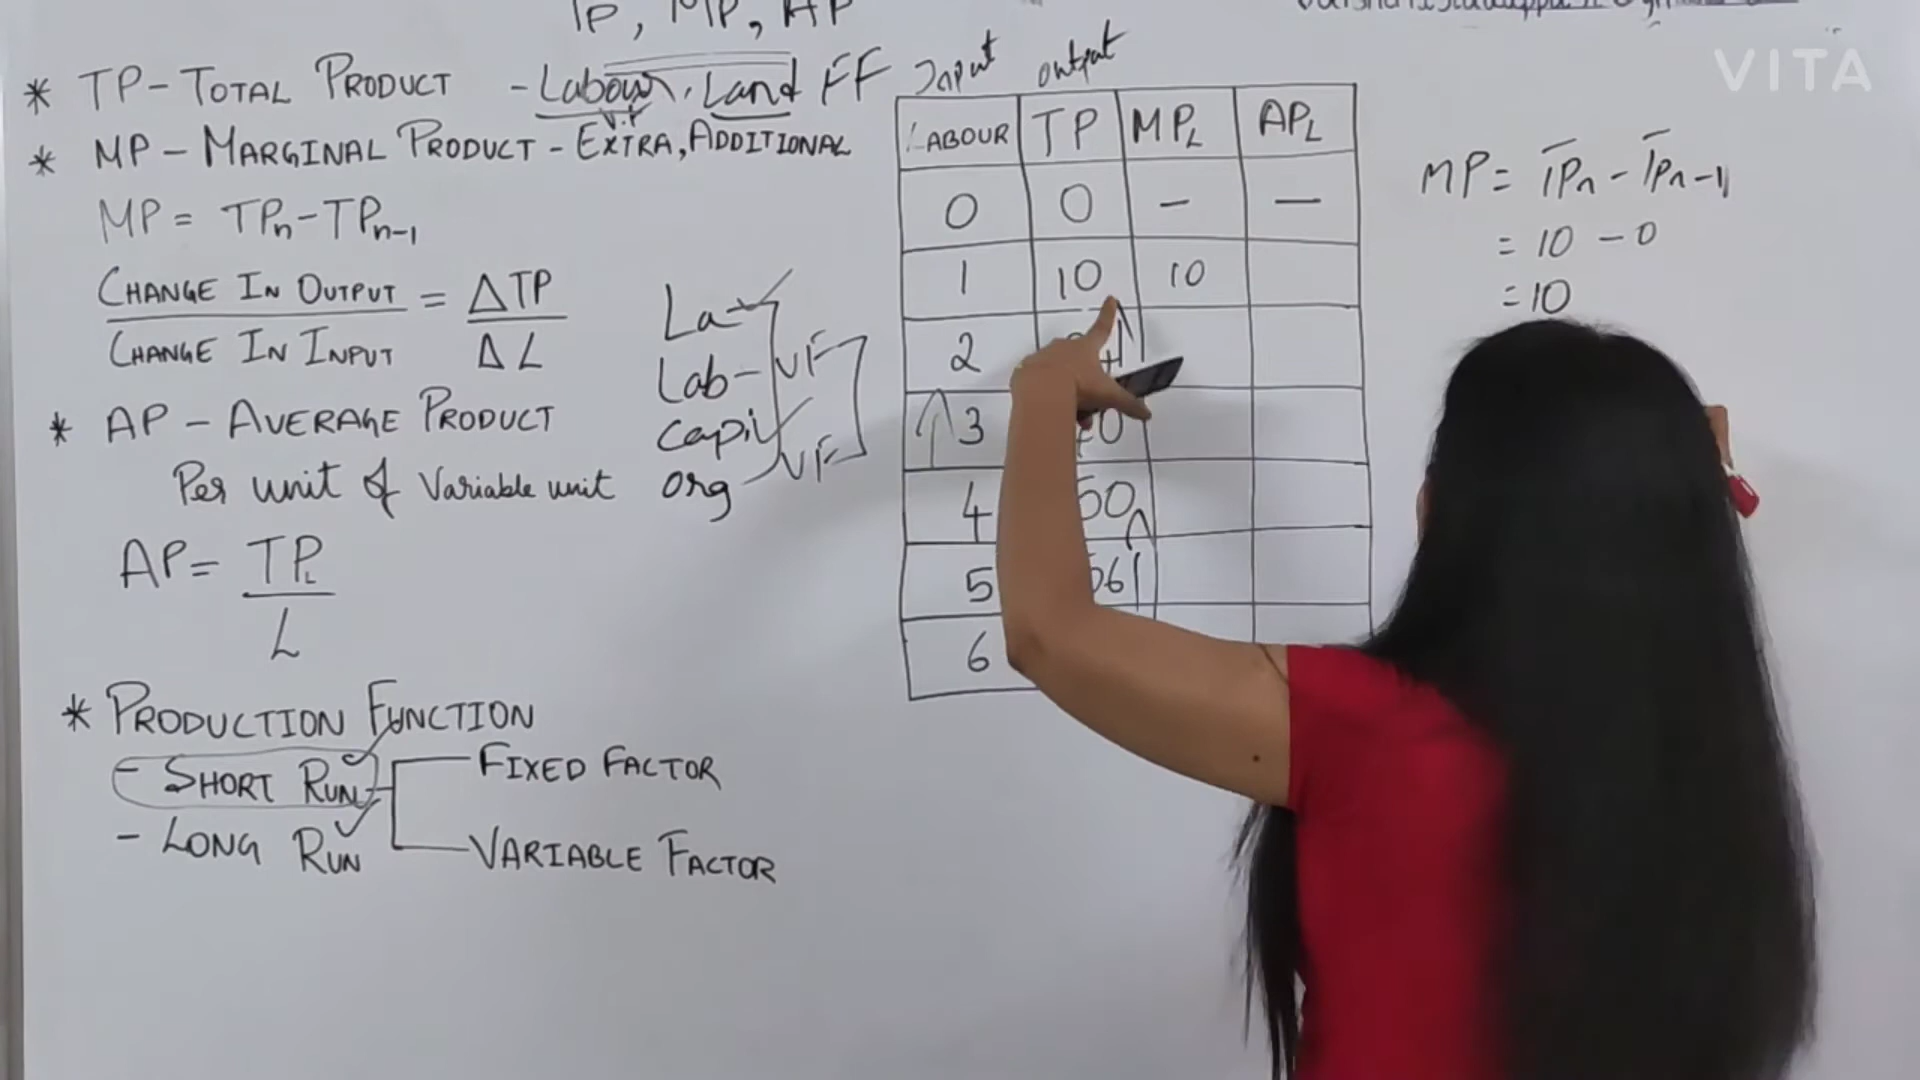 TP, MP, AP
* TP - TOTAL PRODUCT - Labour, Land FF
V.F
* MP - MARGINAL PRODUCT - EXTRA, ADDITIONAL
MP = TPn - TPn-1
CHANGE IN OUTPUT = ΔTP
CHANGE IN INPUT ΔL
* AP - AVERAGE PRODUCT
Per unit of Variable unit
AP = TPL
L
La -
Lab - VF
Capi
org - VF
* PRODUCTION FUNCTION
- SHORT RUN - FIXED FACTOR
- LONG RUN - VARIABLE FACTOR
Input output
LABOUR TP MPL APL
0 0 - -
1 10 10
2
3
4 50
5 56
6
MP = TPn - TPn-1
= 10 - 0
= 10
VITA